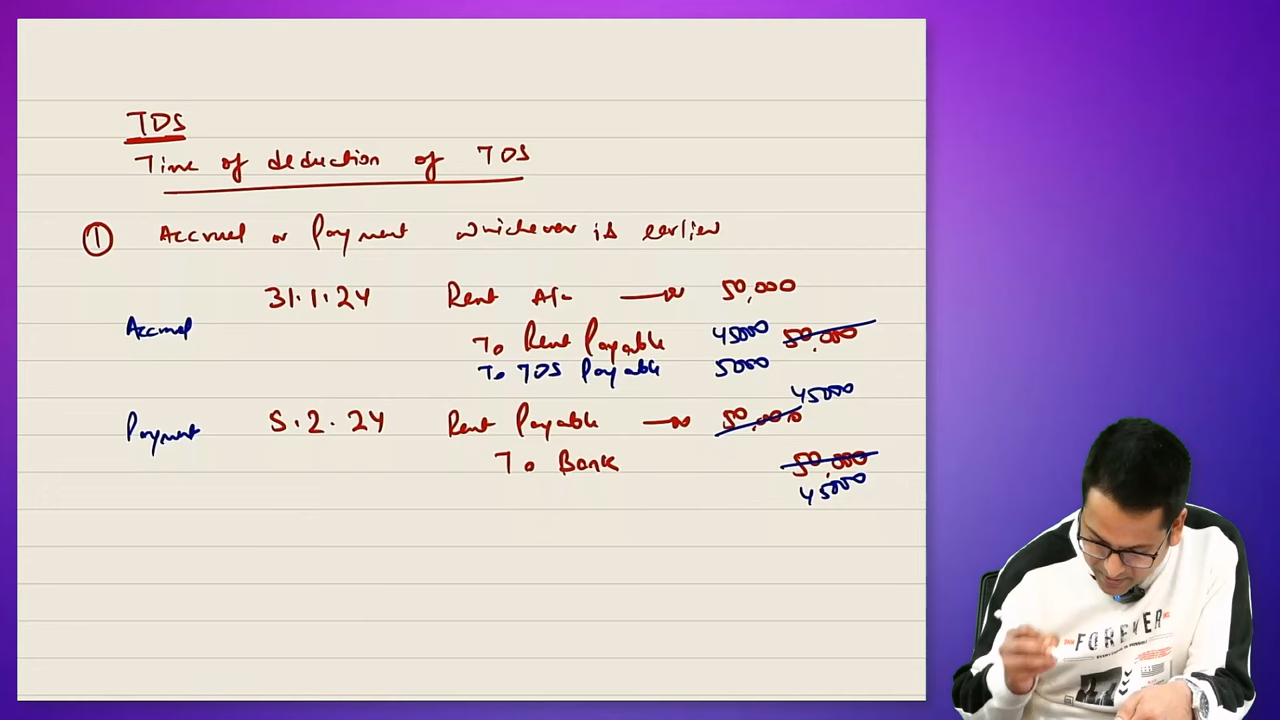 TDS
Time of deduction of TDS
① Accrual or Payment whichever is earlier
31.1.24 Rent A/c → 50,000
Accrual To Rent Payable 45000 50,000
To TDS Payable 5000
45000
Payment 5.2.24 Rent Payable → 50,000
To Bank 50,000
45000
FOREVER